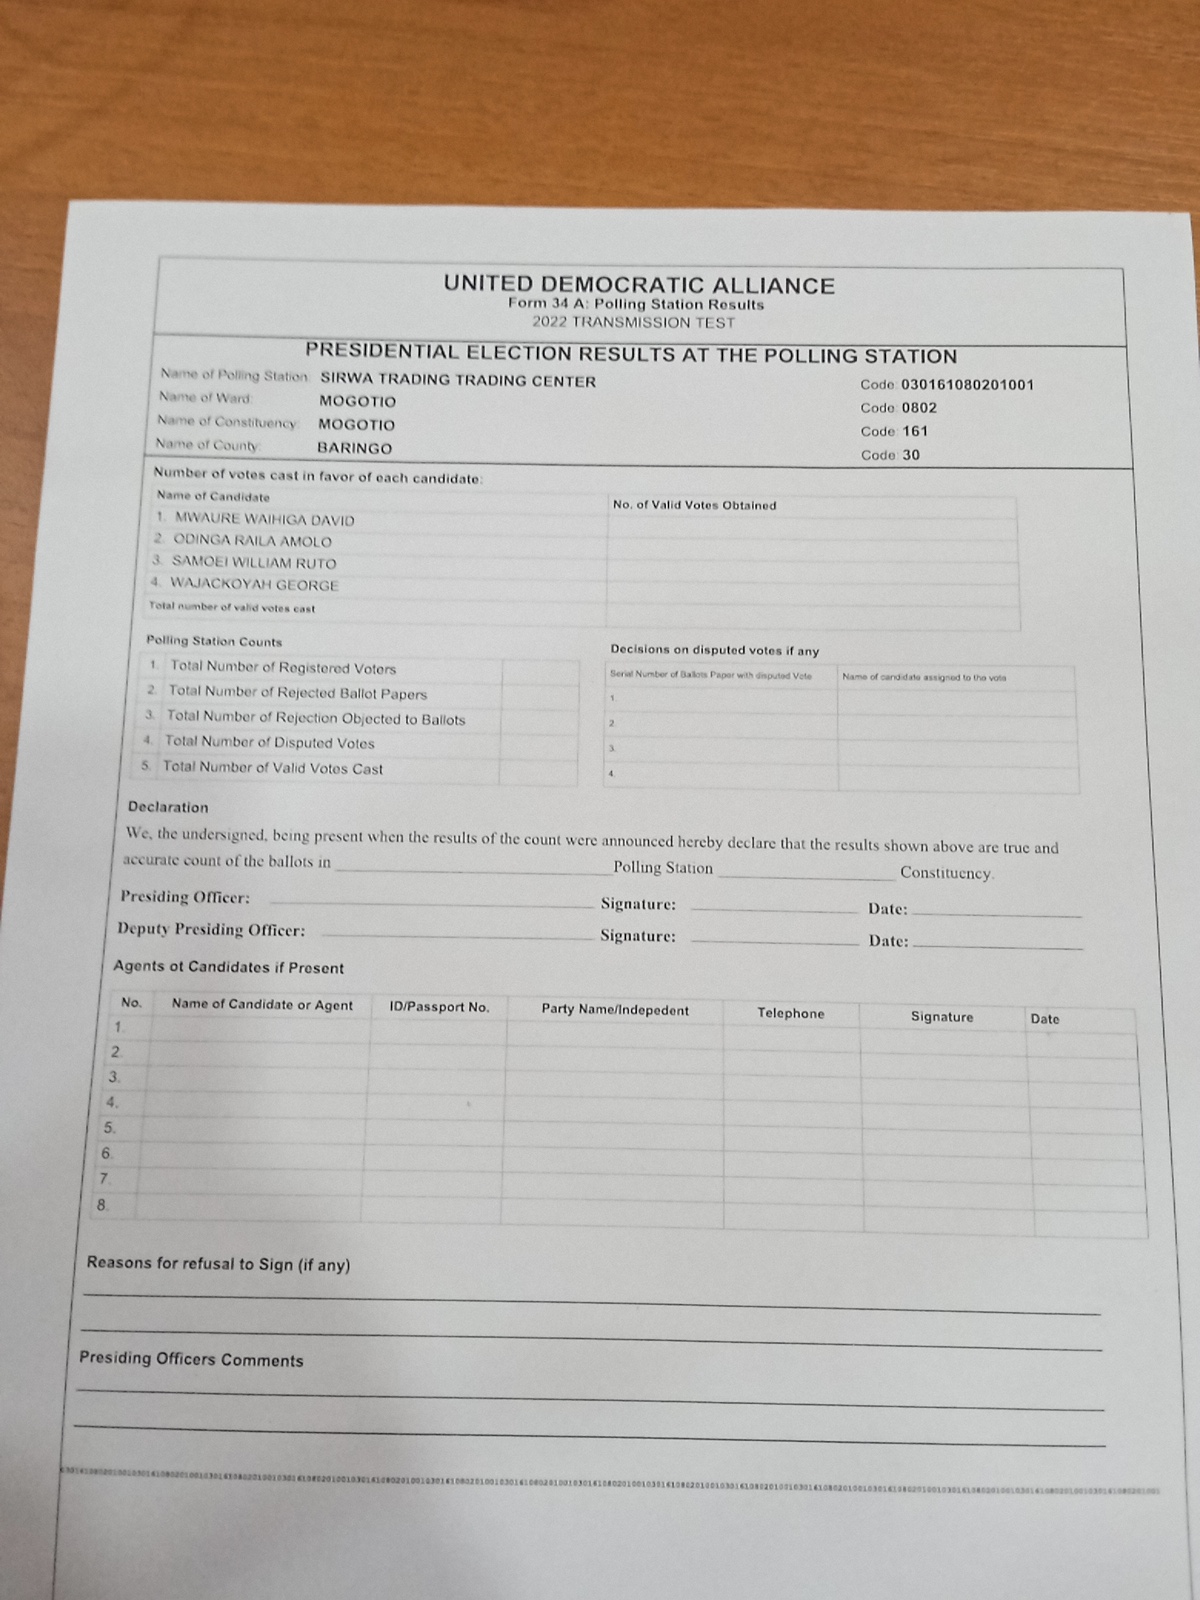 UNITED DEMOCRATIC ALLIANCE
Form 34 A: Polling Station Results
2022 TRANSMISSION TEST
PRESIDENTIAL ELECTION RESULTS AT THE POLLING STATION
Name of Polling Station: SIRWA TRADING TRADING CENTER Code: 030161080201001
Name of Ward: MOGOTIO Code: 0802
Name of Constituency: MOGOTIO Code: 161
Name of County: BARINGO Code: 30
Number of votes cast in favor of each candidate:
Name of Candidate No. of Valid Votes Obtained
1. MWAURE WAIHIGA DAVID
2. ODINGA RAILA AMOLO
3. SAMOEI WILLIAM RUTO
4. WAJACKOYAH GEORGE
Total number of valid votes cast
Polling Station Counts
1. Total Number of Registered Voters
2. Total Number of Rejected Ballot Papers
3. Total Number of Rejection Objected to Ballots
4. Total Number of Disputed Votes
5. Total Number of Valid Votes Cast
Decisions on disputed votes if any
Serial Number of Ballots Paper with disputed Vote Name of candidate assigned to the vote
1.
2.
3.
4.
Declaration
We, the undersigned, being present when the results of the count were announced hereby declare that the results shown above are true and
accurate count of the ballots in Polling Station Constituency.
Presiding Officer: Signature: Date:
Deputy Presiding Officer: Signature: Date:
Agents ot Candidates if Present
No. Name of Candidate or Agent ID/Passport No. Party Name/Indepedent Telephone Signature Date
1.
2.
3.
4.
5.
6.
7.
8.
Reasons for refusal to Sign (if any)
Presiding Officers Comments